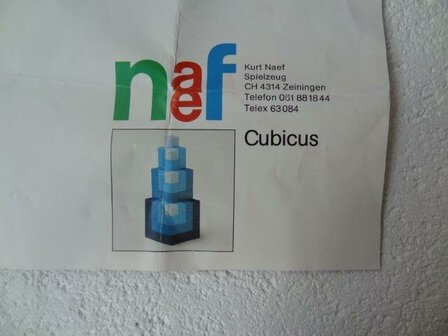 naef
Kurt Naef
Spielzeug
CH 4314 Zeiningen
Telefon 061 881844
Telex 63084
Cubicus